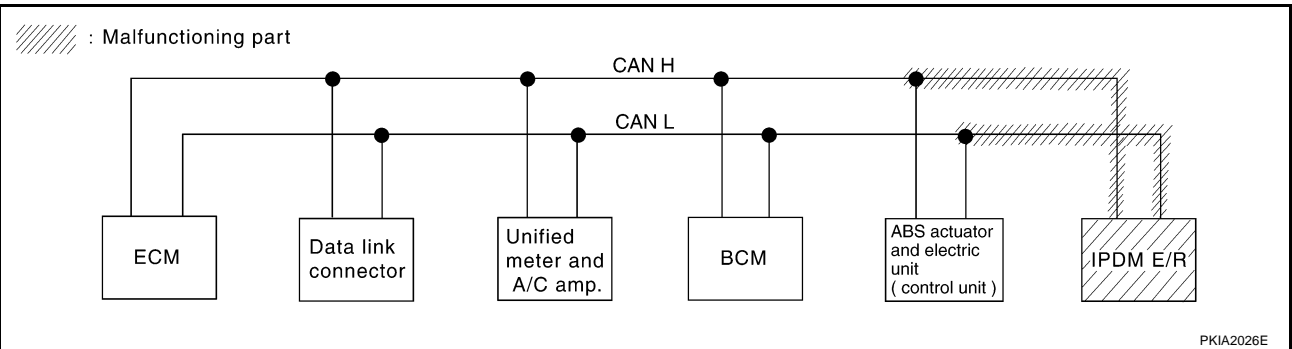 : Malfunctioning part
CAN H
CAN L
ECM
Data link
connector
Unified
meter and
A/C amp.
BCM
ABS actuator
and electric
unit
( control unit )
IPDM E/R
PKIA2026E